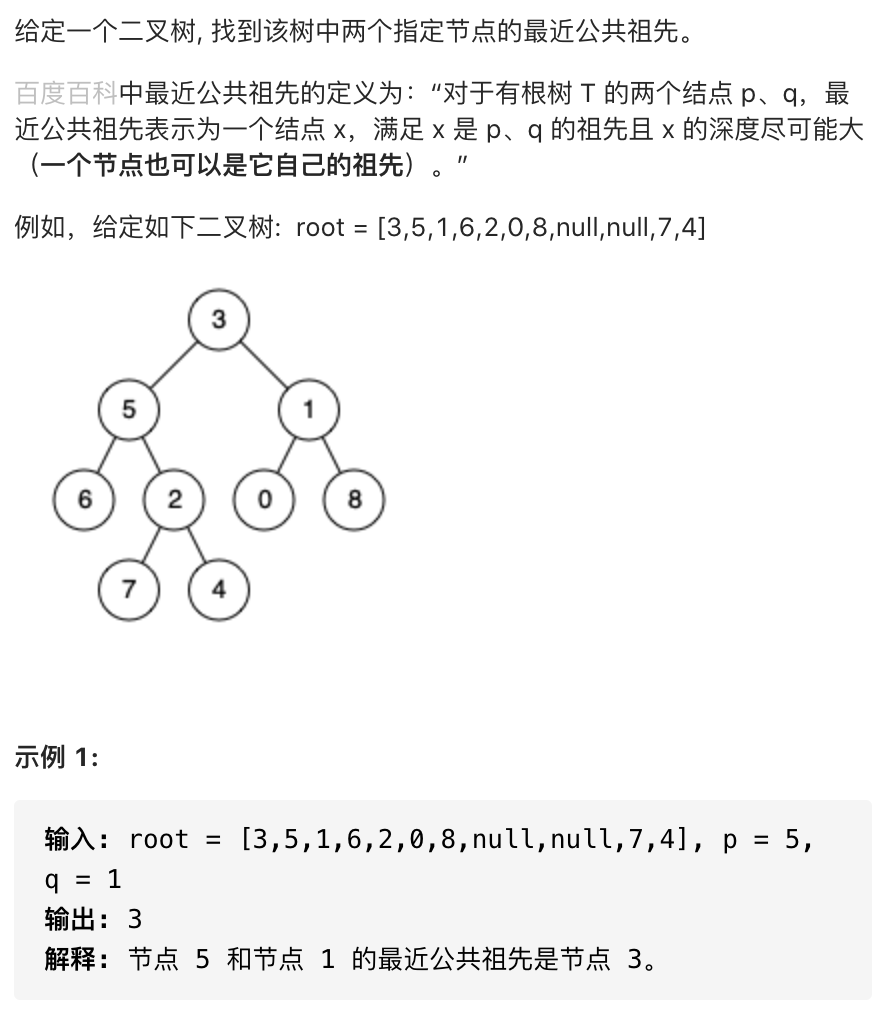 给定一个二叉树, 找到该树中两个指定节点的最近公共祖先。
百度百科中最近公共祖先的定义为：“对于有根树 T 的两个结点 p、q，最
近公共祖先表示为一个结点 x，满足 x 是 p、q 的祖先且 x 的深度尽可能大
（一个节点也可以是它自己的祖先）。”
例如，给定如下二叉树:  root = [3,5,1,6,2,0,8,null,null,7,4]
3
5 1
6 2 0 8
7 4
示例 1:
输入: root = [3,5,1,6,2,0,8,null,null,7,4], p = 5,
q = 1
输出: 3
解释: 节点 5 和节点 1 的最近公共祖先是节点 3。